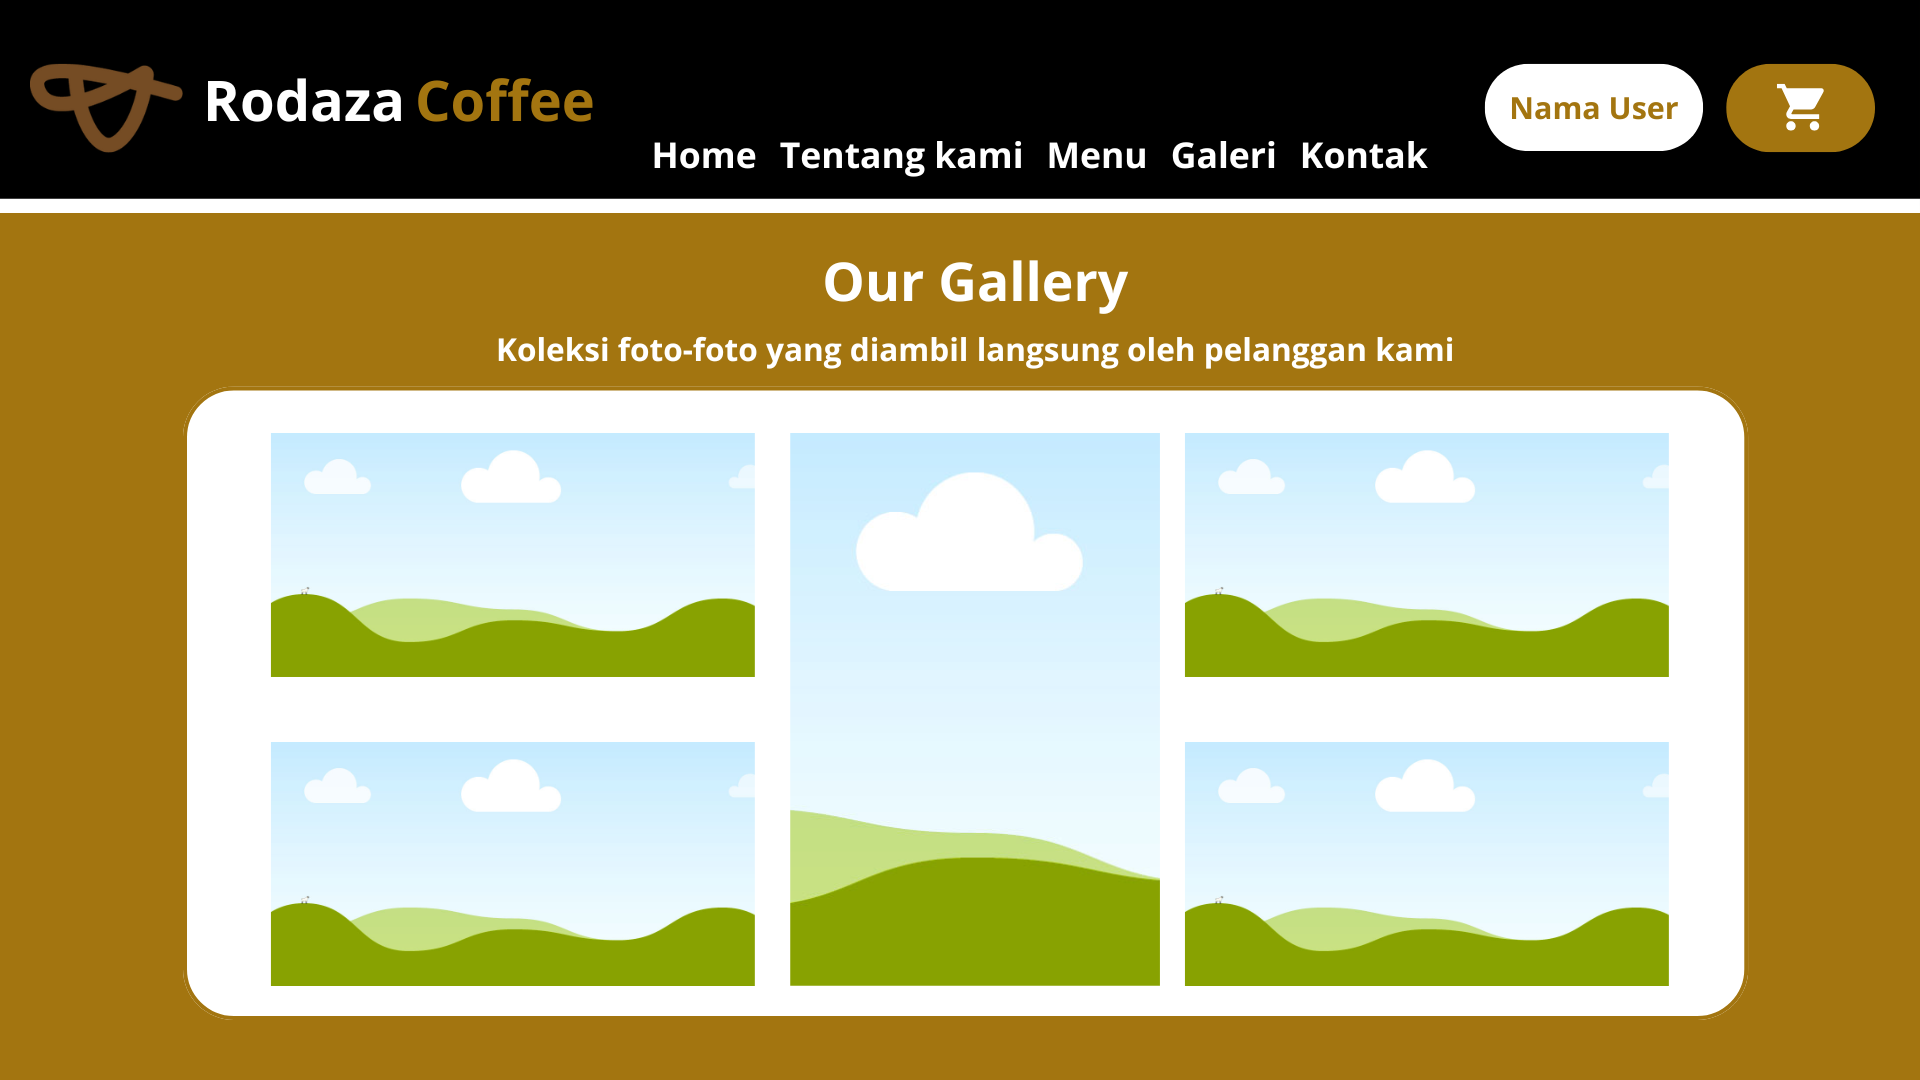 Rodaza Coffee
Nama User
Home Tentang kami Menu Galeri Kontak
Our Gallery
Koleksi foto-foto yang diambil langsung oleh pelanggan kami